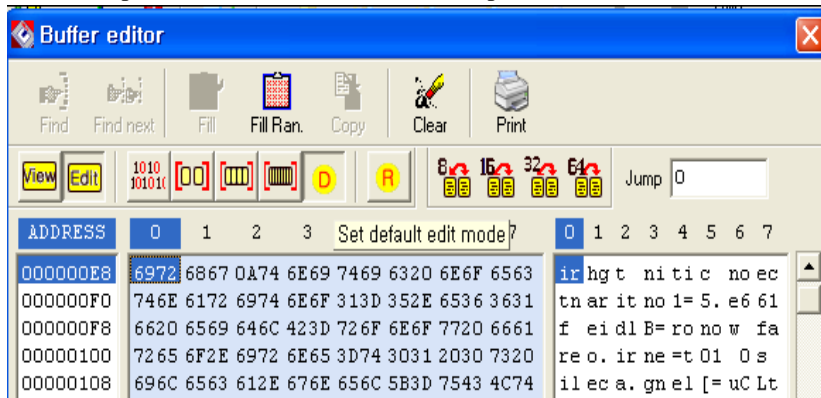 Buffer editor
Find Find next Fill Fill Ran. Copy Clear Print
View Edit 1010 10101( D R 8 16 32 64 Jump 0
ADDRESS 0 1 2 3 Set default edit mode 7 0 1 2 3 4 5 6 7
000000E8 6972 6867 0A74 6E69 7469 6320 6E6F 6563 ir hg t ni ti c no ec
000000F0 746E 6172 6974 6E6F 313D 352E 6536 3631 tn ar it no 1= 5. e6 61
000000F8 6620 6569 646C 423D 726F 6E6F 7720 6661 f ei dl B= ro no w fa
00000100 7265 6F2E 6972 6E65 3D74 3031 2030 7320 re o. ir ne =t 01 0 s
00000108 696C 6563 612E 676E 656C 5B3D 7543 4C74 il ec a. gn el [= uC Lt